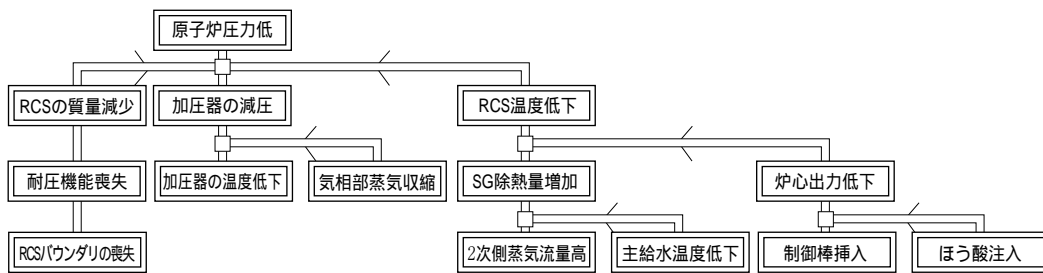 原子炉圧力低
RCSの質量減少
加圧器の減圧
RCS温度低下
耐圧機能喪失
加圧器の温度低下
気相部蒸気収縮
SG除熱量増加
炉心出力低下
RCSバウンダリの喪失
2次側蒸気流量高
主給水温度低下
制御棒挿入
ほう酸注入